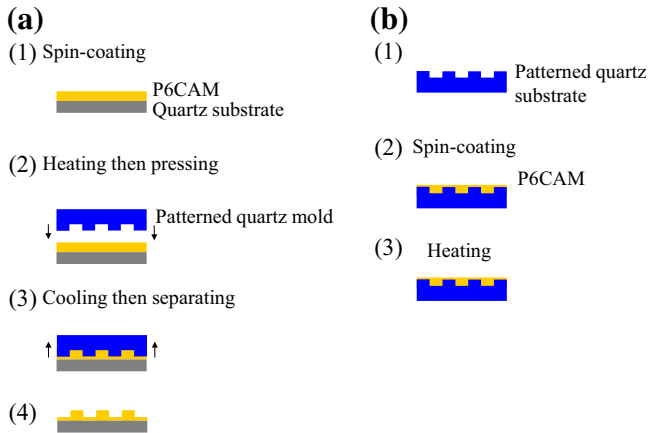 (a)
(1) Spin-coating
P6CAM
Quartz substrate
(2) Heating then pressing
Patterned quartz mold
(3) Cooling then separating
(4)
(b)
(1)
Patterned quartz
substrate
(2)
Spin-coating
P6CAM
(3)
Heating